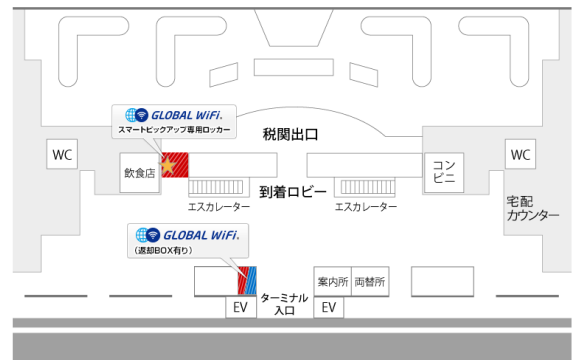 GLOBAL WiFi.
スマートピックアップ専用ロッカー
税関出口
WC
飲食店
コン
ビニ
WC
エスカレーター
到着ロビー
エスカレーター
宅配
カウンター
GLOBAL WiFi.
(返却BOX有り)
案内所
両替所
EV
ターミナル
入口
EV